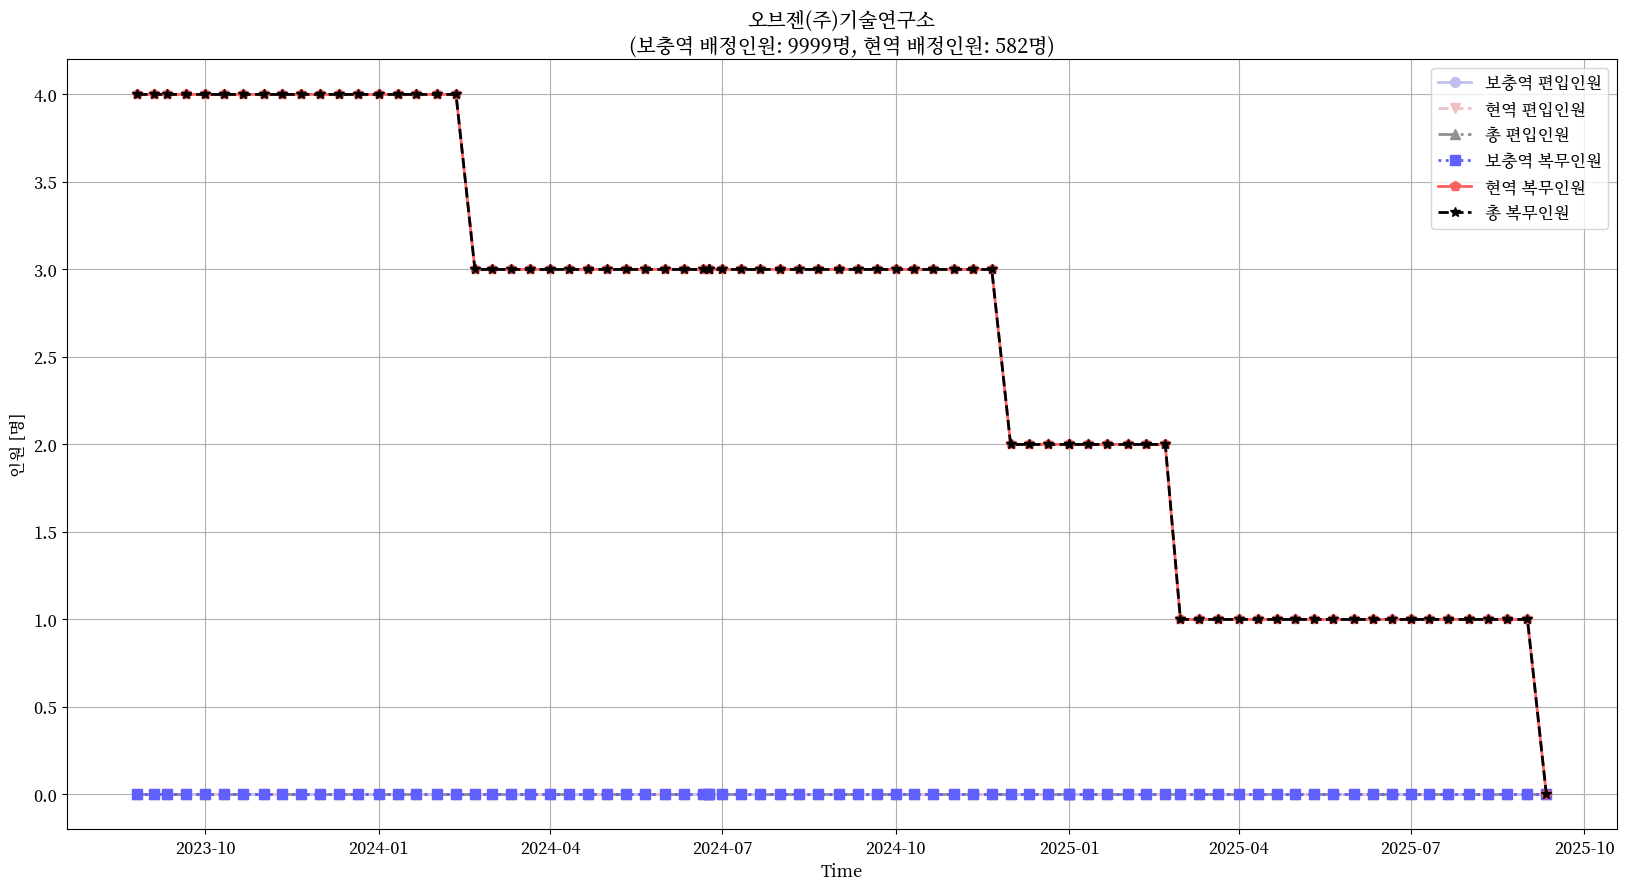 오브젠(주)기술연구소
(보충역 배정인원: 9999명, 현역 배정인원: 582명)
보충역 편입인원
현역 편입인원
총 편입인원
보충역 복무인원
현역 복무인원
총 복무인원
인원 [명]
4.0
3.5
3.0
2.5
2.0
1.5
1.0
0.5
0.0
2023-10
2024-01
2024-04
2024-07
2024-10
2025-01
2025-04
2025-07
2025-10
Time